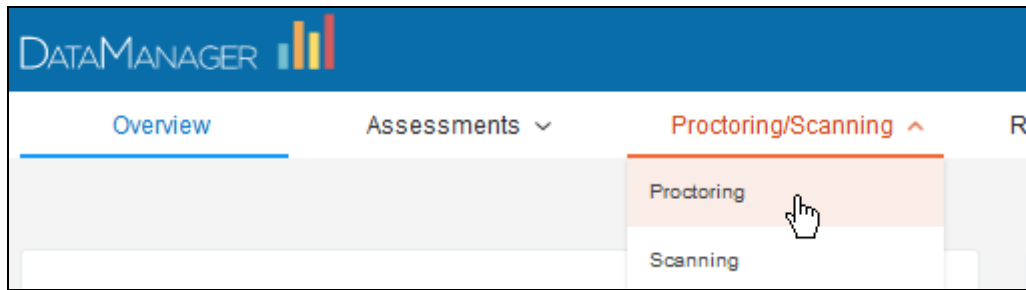 DATAMANAGER
Overview Assessments Proctoring/Scanning R
Proctoring
Scanning